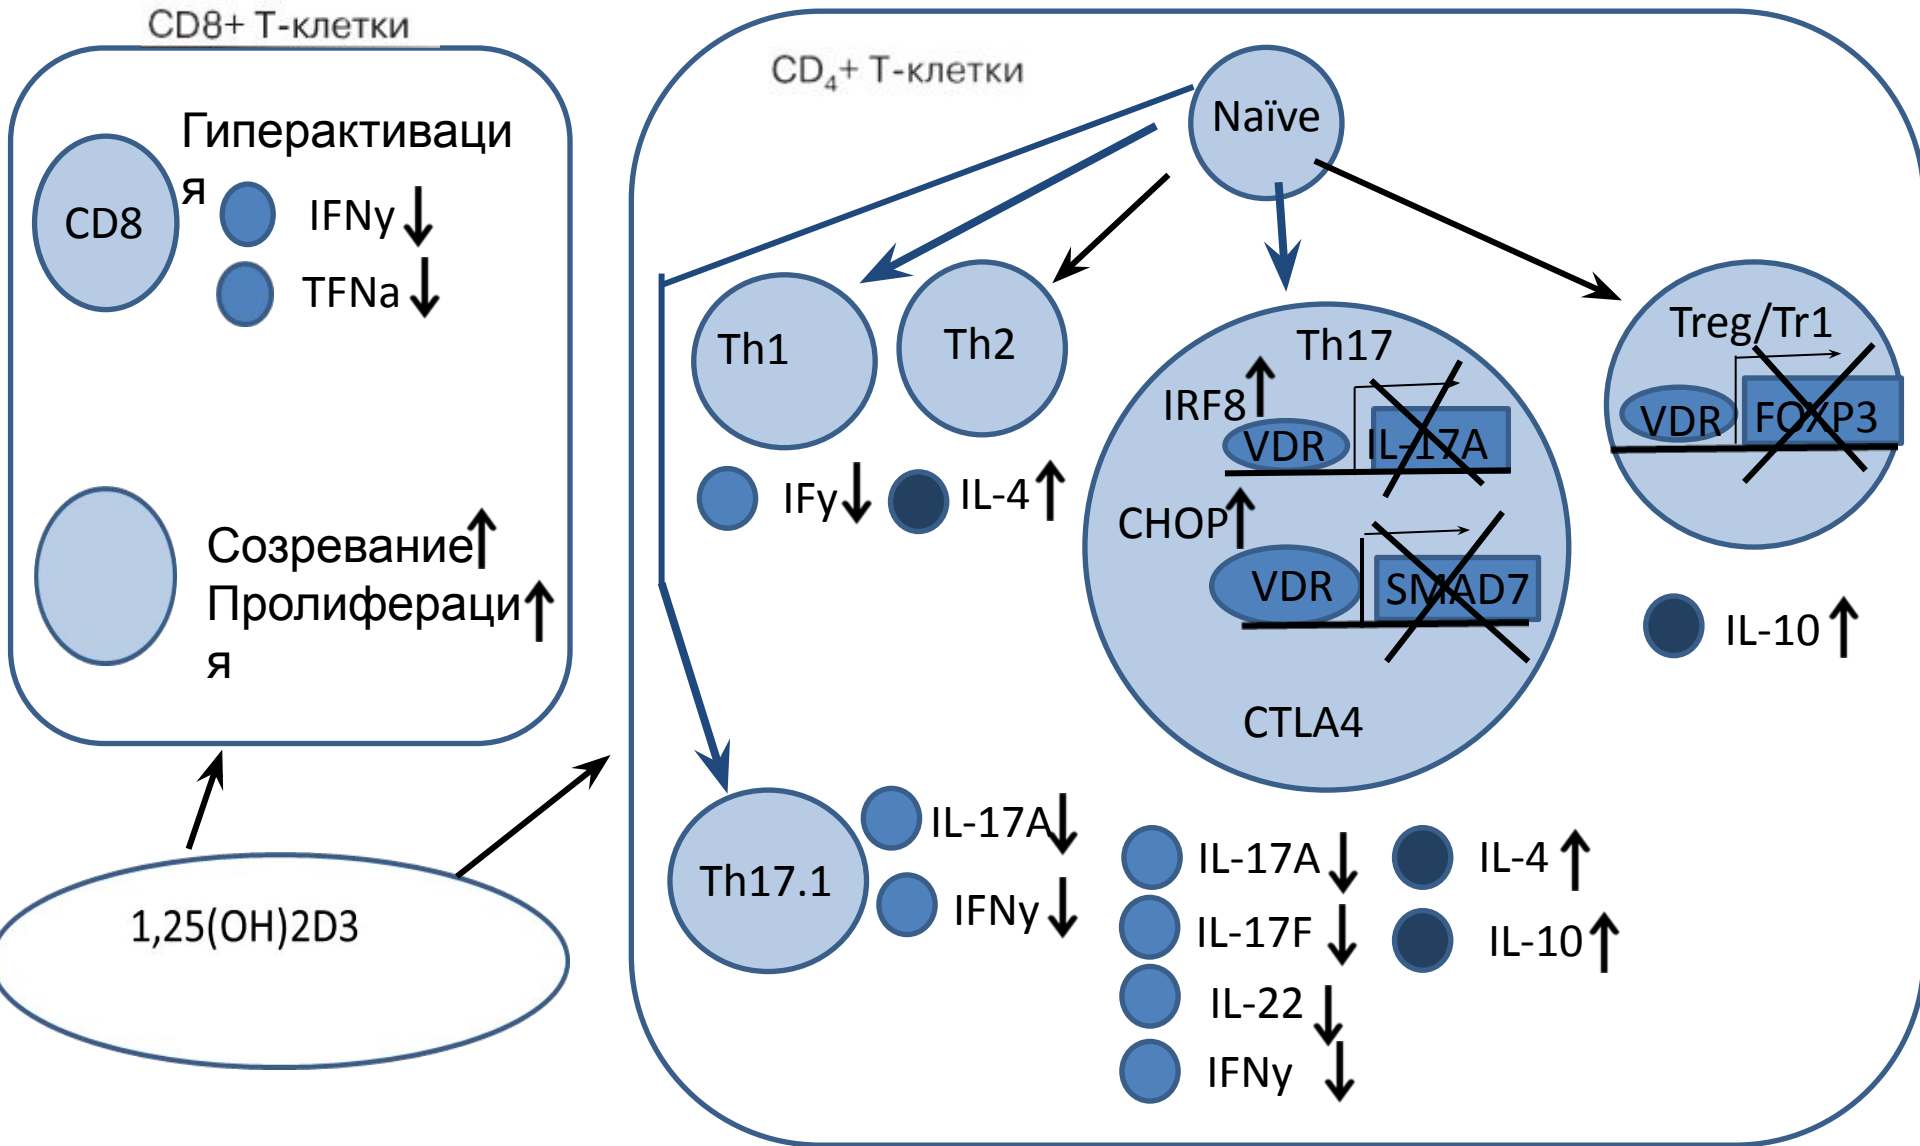 CD8+ Т-клетки
Гипеpактиваци
я
CD8
IFNy
TFNa
Созревание
Пролифераци
я
1,25(OH)2D3
CD4+ Т-клетки
Naïve
Th1
Th2
IFy
IL-4
Th17
IRF8
VDR
IL-17A
CHOP
VDR
SMAD7
CTLA4
Treg/Tr1
VDR
FOXP3
IL-10
Th17.1
IL-17A
IFNy
IL-17A
IL-17F
IL-22
IFNy
IL-4
IL-10